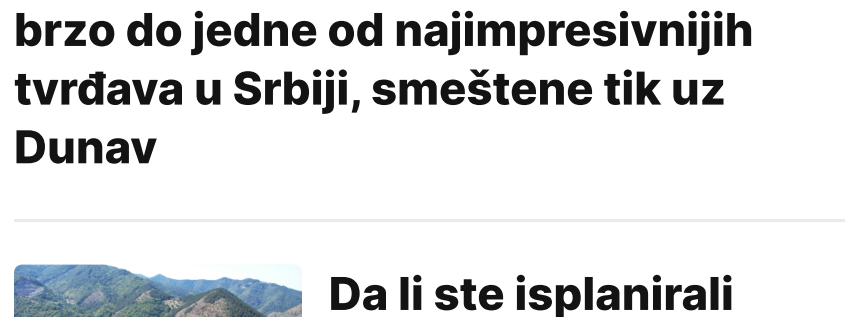 brzo do jedne od najimpresivnijih
tvrđava u Srbiji, smeštene tik uz
Dunav
Da li ste isplanirali